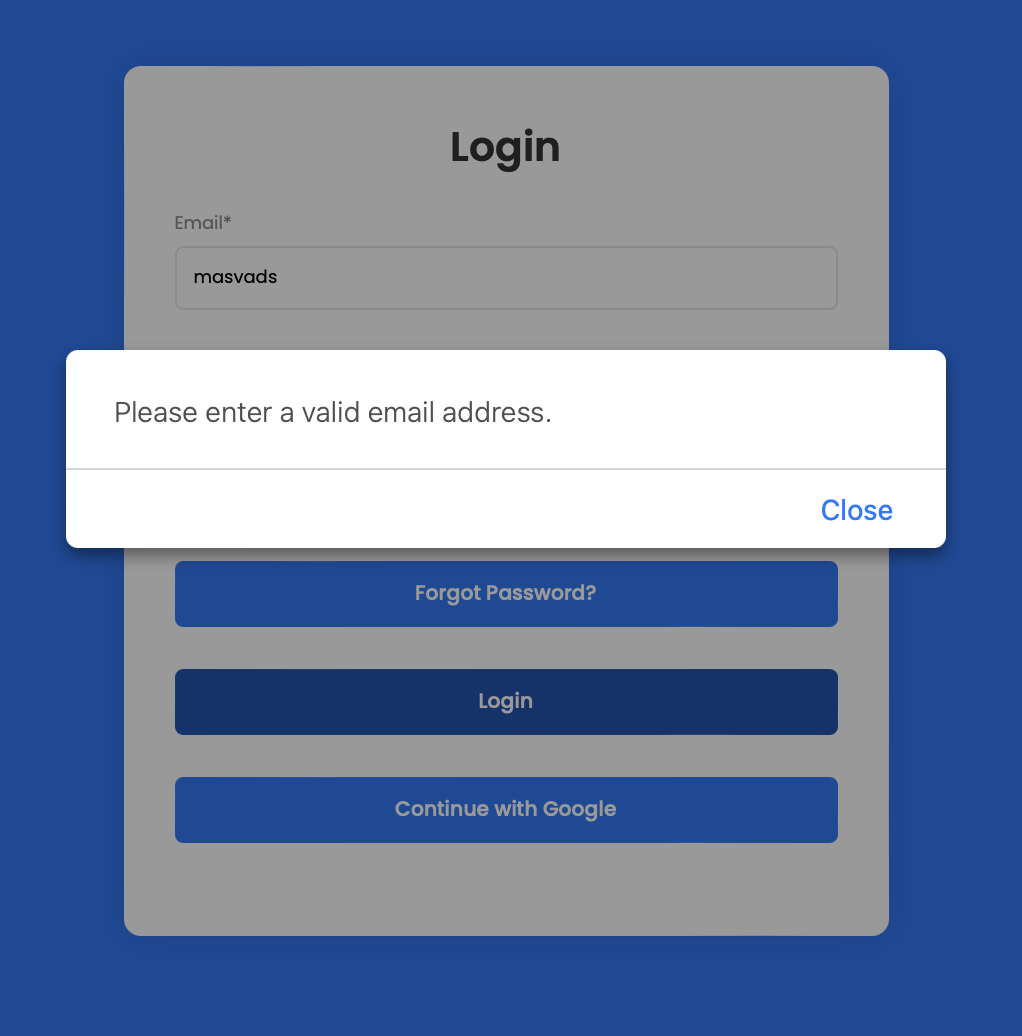 Login
Email*
masvads
Please enter a valid email address.
Close
Forgot Password?
Login
Continue with Google